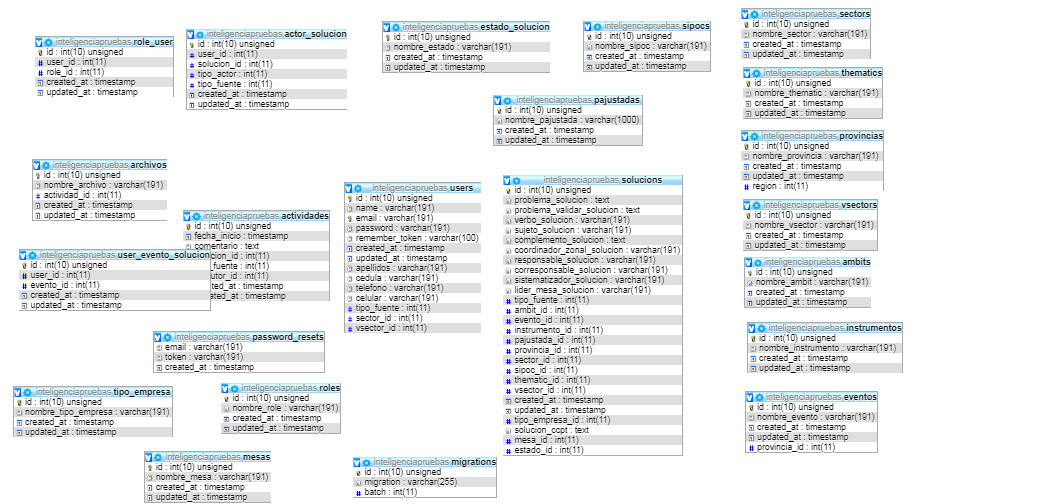 inteligenciapruebas role_user
id : int(10) unsigned
user_id : int(11)
role_id : int(11)
created_at : timestamp
updated_at : timestamp
inteligenciapruebas actor_solucion
id : int(10) unsigned
user_id : int(11)
solucion_id : int(11)
tipo_actor : int(11)
tipo_fuente : int(11)
created_at : timestamp
updated_at : timestamp
inteligenciapruebas estado_solucion
id : int(10) unsigned
nombre_estado : varchar(191)
created_at : timestamp
updated_at : timestamp
inteligenciapruebas sipocs
id : int(10) unsigned
nombre_sipoc : varchar(191)
created_at : timestamp
updated_at : timestamp
inteligenciapruebas sectors
id : int(10) unsigned
nombre_sector : varchar(191)
created_at : timestamp
updated_at : timestamp
inteligenciapruebas thematics
id : int(10) unsigned
nombre_thematic : varchar(191)
created_at : timestamp
updated_at : timestamp
inteligenciapruebas pajustadas
id : int(10) unsigned
nombre_pajustada : varchar(1000)
created_at : timestamp
updated_at : timestamp
inteligenciapruebas provincias
id : int(10) unsigned
nombre_provincia : varchar(191)
created_at : timestamp
updated_at : timestamp
region : int(11)
inteligenciapruebas archivos
id : int(10) unsigned
nombre_archivo : varchar(191)
actividad_id : int(11)
created_at : timestamp
updated_at : timestamp
inteligenciapruebas actividades
id : int(10) unsigned
fecha_inicio : timestamp
comentario : text
cion_id : int(11)
_fuente : int(11)
utor_id : int(11)
ted_at : timestamp
ated_at : timestamp
inteligenciapruebas user_evento_solucion
id : int(10) unsigned
user_id : int(11)
evento_id : int(11)
created_at : timestamp
updated_at : timestamp
inteligenciapruebas users
id : int(10) unsigned
name : varchar(191)
email : varchar(191)
password : varchar(191)
remember_token : varchar(100)
created_at : timestamp
updated_at : timestamp
apellidos : varchar(191)
cedula : varchar(191)
telefono : varchar(191)
celular : varchar(191)
tipo_fuente : int(11)
sector_id : int(11)
vsector_id : int(11)
inteligenciapruebas solucions
id : int(10) unsigned
problema_solucion : text
problema_validar_solucion : text
verbo_solucion : varchar(191)
sujeto_solucion : varchar(191)
complemento_solucion : text
coordinador_zonal_solucion : varchar(191)
responsable_solucion : varchar(191)
corresponsable_solucion : varchar(191)
sistematizador_solucion : varchar(191)
lider_mesa_solucion : varchar(191)
tipo_fuente : int(11)
ambit_id : int(11)
evento_id : int(11)
instrumento_id : int(11)
pajustada_id : int(11)
provincia_id : int(11)
sector_id : int(11)
sipoc_id : int(11)
thematic_id : int(11)
vsector_id : int(11)
created_at : timestamp
updated_at : timestamp
tipo_empresa_id : int(11)
solucion_ccpt : text
mesa_id : int(11)
estado_id : int(11)
inteligenciapruebas vsectors
id : int(10) unsigned
nombre_vsector : varchar(191)
created_at : timestamp
updated_at : timestamp
inteligenciapruebas ambits
id : int(10) unsigned
nombre_ambit : varchar(191)
created_at : timestamp
updated_at : timestamp
inteligenciapruebas instrumentos
id : int(10) unsigned
nombre_instrumento : varchar(191)
created_at : timestamp
updated_at : timestamp
inteligenciapruebas password_resets
email : varchar(191)
token : varchar(191)
created_at : timestamp
inteligenciapruebas tipo_empresa
id : int(10) unsigned
nombre_tipo_empresa : varchar(191)
created_at : timestamp
updated_at : timestamp
inteligenciapruebas roles
id : int(10) unsigned
nombre_role : varchar(191)
created_at : timestamp
updated_at : timestamp
inteligenciapruebas eventos
id : int(10) unsigned
nombre_evento : varchar(191)
created_at : timestamp
updated_at : timestamp
provincia_id : int(11)
inteligenciapruebas mesas
id : int(10) unsigned
nombre_mesa : varchar(191)
created_at : timestamp
updated_at : timestamp
inteligenciapruebas migrations
id : int(10) unsigned
migration : varchar(255)
batch : int(11)